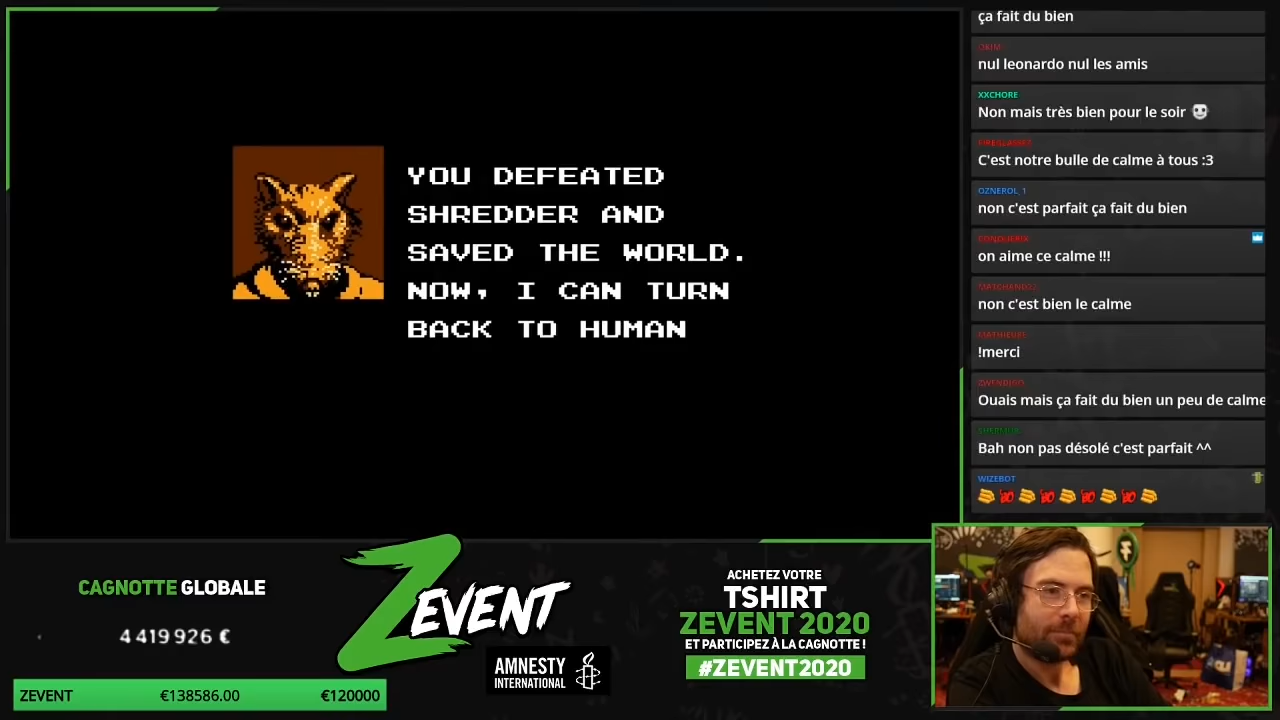 YOU DEFEATED
SHREDDER AND
SAVED THE WORLD.
NOW, I CAN TURN
BACK TO HUMAN
ça fait du bien
nul leonardo nul les amis
XXCHORE
Non mais très bien pour le soir
C'est notre bulle de calme à tous :3
OZNEROL_1
non c'est parfait ça fait du bien
CONQUERIX
on aime ce calme !!!
non c'est bien le calme
!merci
Ouais mais ça fait du bien un peu de calme
Bah non pas désolé c'est parfait ^^
WIZEBOT
CAGNOTTE GLOBALE
4 419 926 €
ZEVENT €138586.00 €120000
ZEVENT
AMNESTY
INTERNATIONAL
ACHETEZ VOTRE
TSHIRT
ZEVENT 2020
ET PARTICIPEZ À LA CAGNOTTE !
#ZEVENT2020